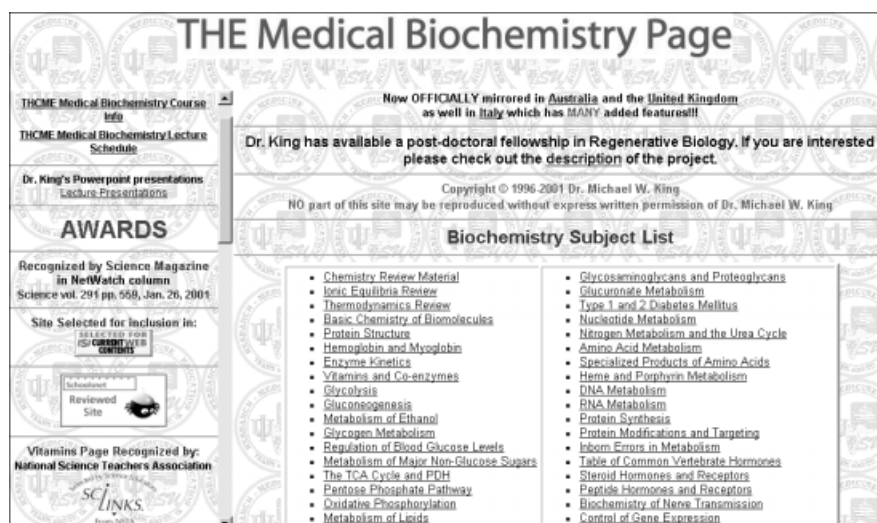 THE Medical Biochemistry Page
THCME Medical Biochemistry Course
Info
THCME Medical Biochemistry Lecture
Schedule
Dr. King's Powerpoint presentations
Lecture Presentations
AWARDS
Recognized by Science Magazine
in NetWatch column
Science vol. 291 pp. 559, Jan. 26, 2001
Site Selected for inclusion in:
SELECTED FOR
ISI CURRENT WEB
CONTENTS
Schoolsnet
Reviewed
Site
Vitamins Page Recognized by:
National Science Teachers Association
SCI
LINKS
From NSTA
Now OFFICIALLY mirrored in Australia and the United Kingdom
as well in Italy which has MANY added features!!!
Dr. King has available a post-doctoral fellowship in Regenerative Biology. If you are interested
please check out the description of the project.
Copyright © 1996-2001 Dr. Michael W. King
NO part of this site may be reproduced without express written permission of Dr. Michael W. King
Biochemistry Subject List
Chemistry Review Material
Ionic Equilibria Review
Thermodynamics Review
Basic Chemistry of Biomolecules
Protein Structure
Hemoglobin and Myoglobin
Enzyme Kinetics
Vitamins and Co-enzymes
Glycolysis
Gluconeogenesis
Metabolism of Ethanol
Glycogen Metabolism
Regulation of Blood Glucose Levels
Metabolism of Major Non-Glucose Sugars
The TCA Cycle and PDH
Pentose Phosphate Pathway
Oxidative Phosphorylation
Metabolism of Lipids
Glycosaminoglycans and Proteoglycans
Glucuronate Metabolism
Type 1 and 2 Diabetes Mellitus
Nucleotide Metabolism
Nitrogen Metabolism and the Urea Cycle
Amino Acid Metabolism
Specialized Products of Amino Acids
Heme and Porphyrin Metabolism
DNA Metabolism
RNA Metabolism
Protein Synthesis
Protein Modifications and Targeting
Inborn Errors in Metabolism
Table of Common Vertebrate Hormones
Steroid Hormones and Receptors
Peptide Hormones and Receptors
Biochemistry of Nerve Transmission
Control of Gene Expression